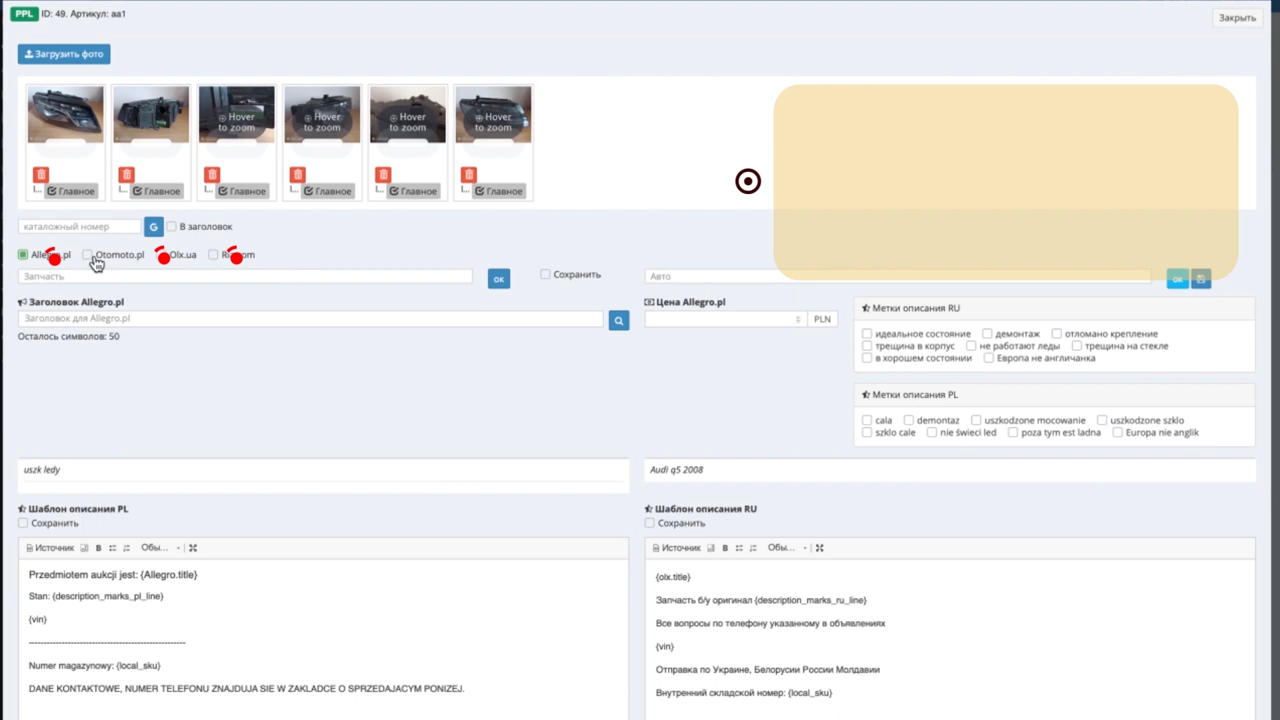 PPL ID: 49. Артикул: aa1
Закрыть
Загрузить фото
Hover to zoom
Hover to zoom
Hover to zoom
Hover to zoom
Главное
Главное
Главное
Главное
Главное
Главное
каталожный номер G В заголовок
Otomoto.pl Olx.ua
Запчасть ок Сохранить Авто ок
Заголовок Allegro.pl Цена Allegro.pl
Заголовок для Allegro.pl PLN
Осталось символов: 50
Метки описания RU
идеальное состояние демонтаж отломано крепление
трещина в корпус не работают леды трещина на стекле
в хорошем состоянии Европа не англичанка
Метки описания PL
cala demontaz uszkodzone mocowanie uszkodzone szklo
szklo cale nie świeci led poza tym est ladna Europa nie anglik
uszk ledy Audi q5 2008
Шаблон описания PL Шаблон описания RU
Сохранить Сохранить
Источник B Обы... Источник B Обы...
Przedmiotem aukcji jest: {Allegro.title}
Stan: {description_marks_pl_line}
{vin}
----------------------------------------------------
Numer magazynowy: {local_sku}
DANE KONTAKTOWE, NUMER TELEFONU ZNAJDUJA SIE W ZAKLADCE O SPRZEDAJACYM PONIZEJ.
{olx.title}
Запчасть б/у оригинал {description_marks_ru_line}
Все вопросы по телефону указанному в объявлениях
{vin}
Отправка по Украине, Белорусии России Молдавии
Внутренний складской номер: {local_sku}